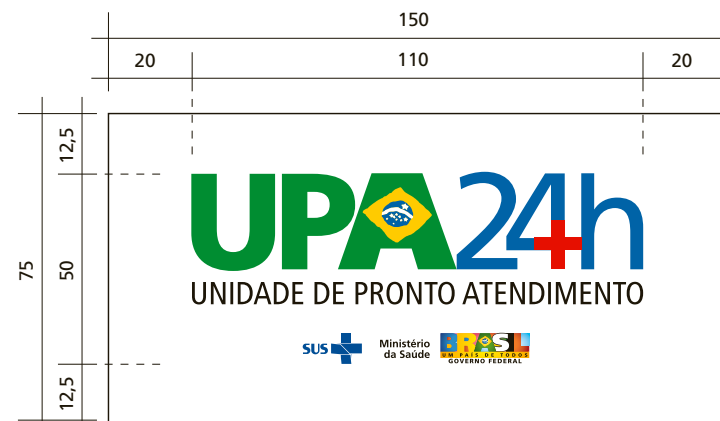 150
20 110 20
12,5
75
50
12,5
UPA24h
UNIDADE DE PRONTO ATENDIMENTO
SUS
Ministério
da Saúde
BRASIL
UM PAÍS DE TODOS
GOVERNO FEDERAL